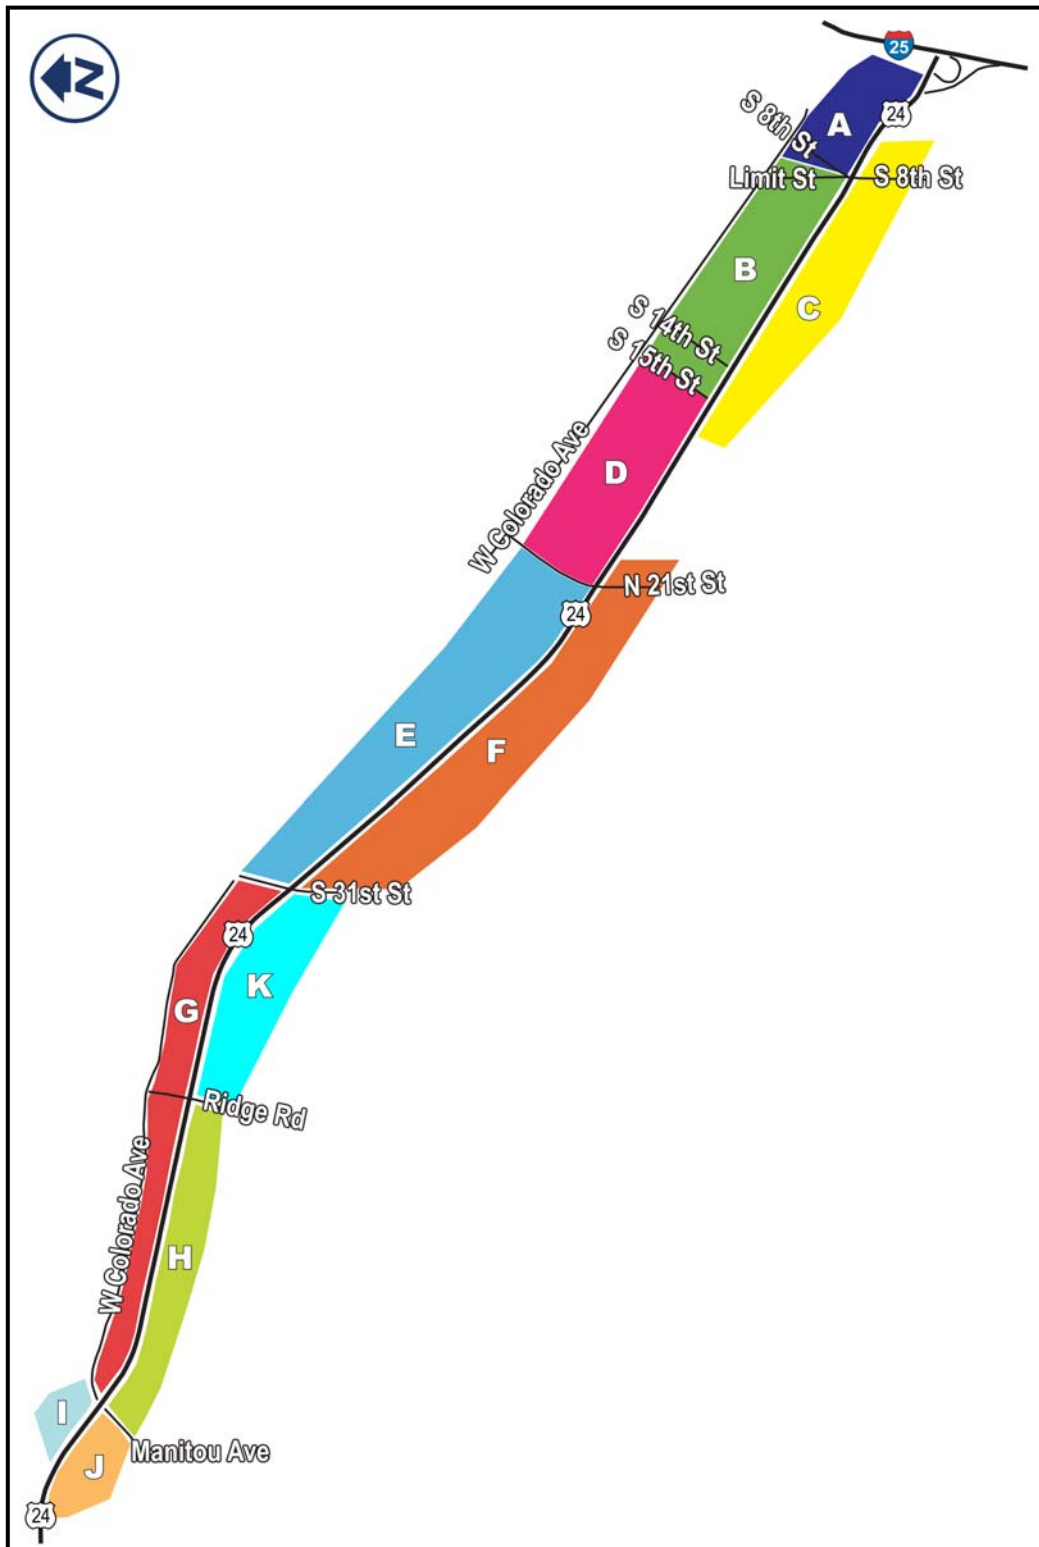 N
25
A
24
S 8th St
Limit St
S 8th St
B
C
S 14th St
S 15th St
W Colorado Ave
D
N 21st St
24
E
F
S 31st St
24
K
G
Ridge Rd
W Colorado Ave
H
I
Manitou Ave
J
24